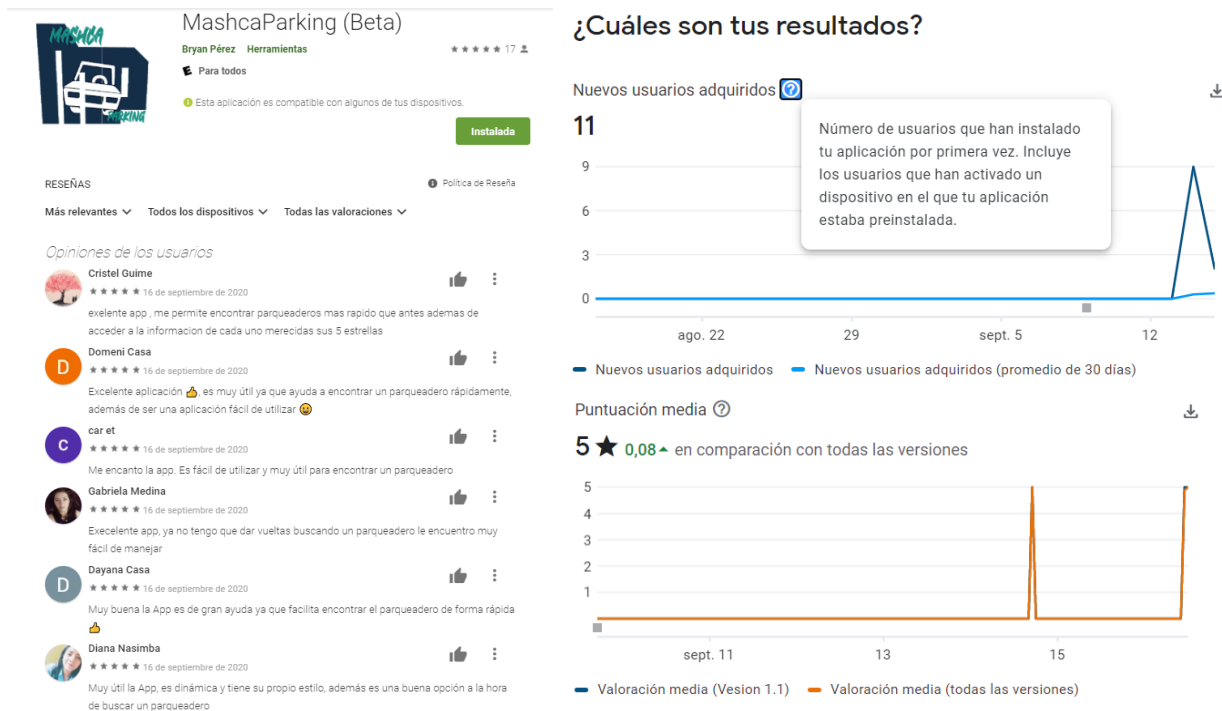 MASHCA
PARKING
MashcaParking (Beta)
Bryan Pérez Herramientas
17
E Para todos
Esta aplicación es compatible con algunos de tus dispositivos.
Instalada
RESEÑAS
Política de Reseña
Más relevantes Todos los dispositivos Todas las valoraciones
Opiniones de los usuarios
Cristel Guime
16 de septiembre de 2020
exelente app , me permite encontrar parqueaderos mas rapido que antes ademas de
acceder a la informacion de cada uno merecidas sus 5 estrellas
D
Domeni Casa
16 de septiembre de 2020
Excelente aplicación 👍, es muy útil ya que ayuda a encontrar un parqueadero rápidamente,
además de ser una aplicación fácil de utilizar 😃
c
car et
16 de septiembre de 2020
Me encanto la app. Es fácil de utilizar y muy útil para encontrar un parqueadero
Gabriela Medina
16 de septiembre de 2020
Execelente app, ya no tengo que dar vueltas buscando un parqueadero le encuentro muy
fácil de manejar
D
Dayana Casa
16 de septiembre de 2020
Muy buena la App es de gran ayuda ya que facilita encontrar el parqueadero de forma rápida
👍
Diana Nasimba
16 de septiembre de 2020
Muy útil la App, es dinámica y tiene su propio estilo, además es una buena opción a la hora
de buscar un parqueadero
¿Cuáles son tus resultados?
Nuevos usuarios adquiridos ?
11
Número de usuarios que han instalado
tu aplicación por primera vez. Incluye
los usuarios que han activado un
dispositivo en el que tu aplicación
estaba preinstalada.
9
6
3
0
ago. 22 29 sept. 5 12
Nuevos usuarios adquiridos Nuevos usuarios adquiridos (promedio de 30 días)
Puntuación media ?
5 ★ 0,08 en comparación con todas las versiones
5
4
3
2
1
sept. 11 13 15
Valoración media (Vesion 1.1) Valoración media (todas las versiones)